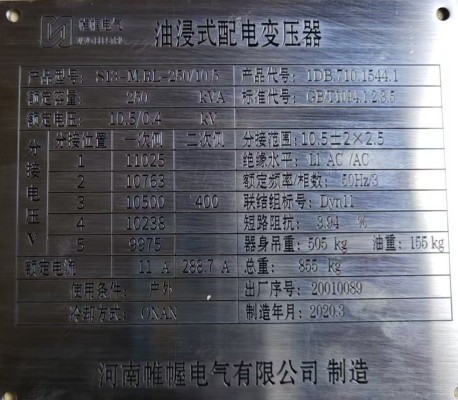 帷幄电气
油浸式配电变压器
产品型号: S13-M.RL-250/10.5 产品代号: 1DB.710.1544.1
额定容量: 250 KVA 标准代号: GB/T1094.1.2.3.5
额定电压: 10.5/0.4 KV
分接电压 V
分接位置 一次侧 二次侧 分接范围: 10.5±2×2.5
1 11025 绝缘水平: LI AC /AC
2 10763 额定频率/相数: 50Hz/3
3 10500 400 联结组标号: Dyn11
4 10238 短路阻抗: 3.94 %
5 9975 器身吊重: 505 kg 油重: 155kg
额定电流 11 A 288.7 A 总重: 855 kg
使用条件: 户外 出厂序号: 20010089
冷却方式: ONAN 制造年月: 2020.3
河南帷幄电气有限公司 制造